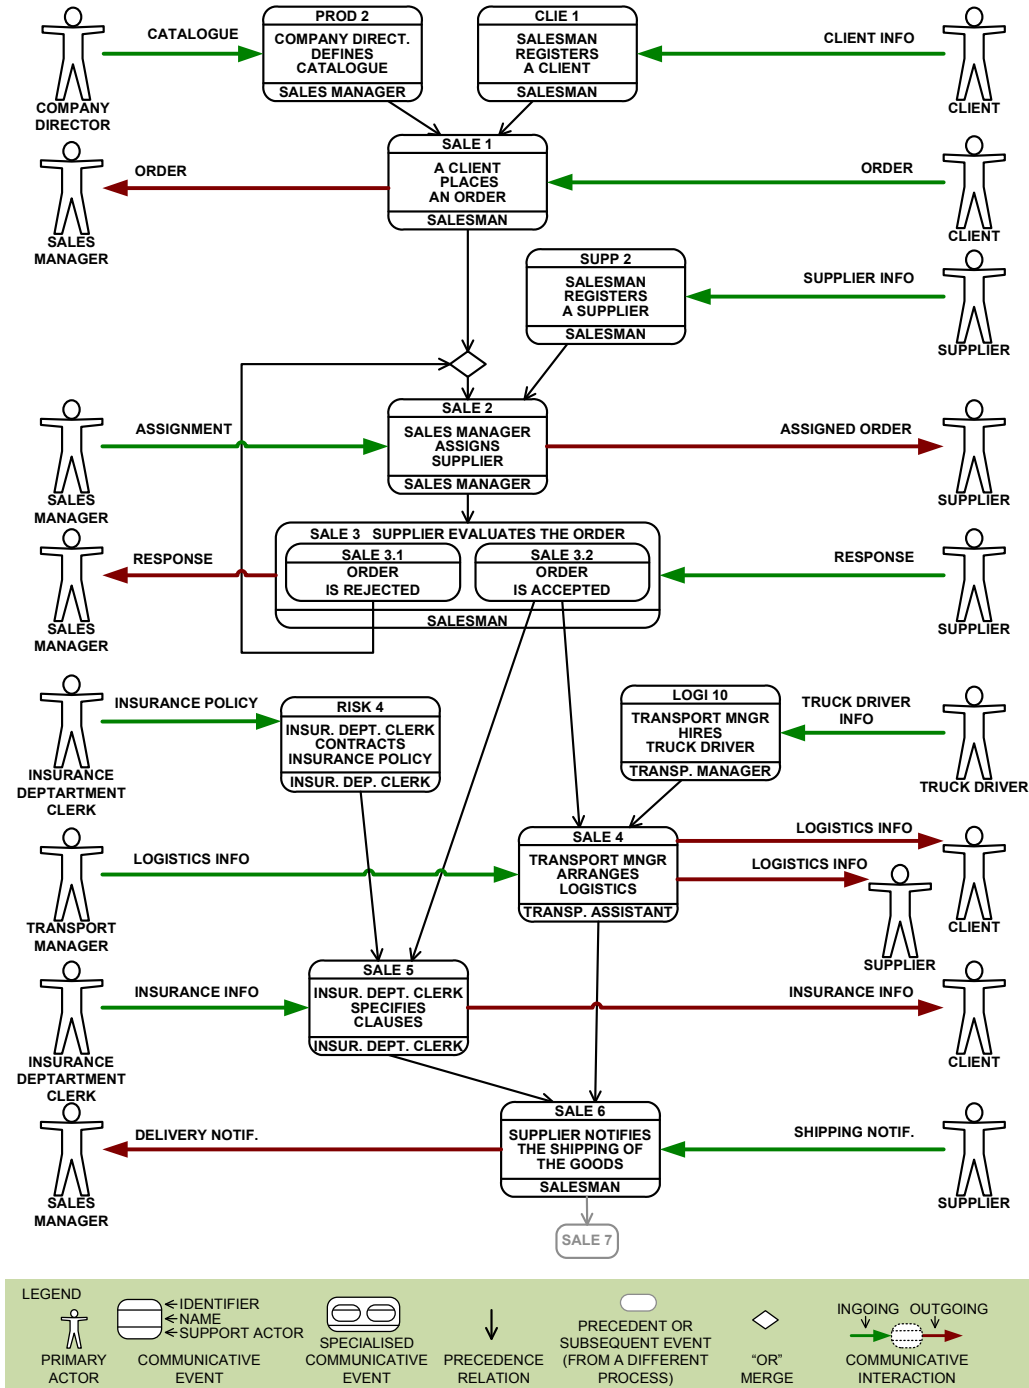 PROD 2
COMPANY DIRECT.
DEFINES
CATALOGUE
SALES MANAGER
CLIE 1
SALESMAN
REGISTERS
A CLIENT
SALESMAN
CATALOGUE
CLIENT INFO
COMPANY
DIRECTOR
CLIENT
SALE 1
A CLIENT
PLACES
AN ORDER
SALESMAN
ORDER
ORDER
SALES
MANAGER
CLIENT
SUPP 2
SALESMAN
REGISTERS
A SUPPLIER
SALESMAN
SUPPLIER INFO
SUPPLIER
SALE 2
SALES MANAGER
ASSIGNS
SUPPLIER
SALES MANAGER
ASSIGNMENT
ASSIGNED ORDER
SALES
MANAGER
SUPPLIER
SALE 3 SUPPLIER EVALUATES THE ORDER
SALE 3.1
ORDER
IS REJECTED
SALE 3.2
ORDER
IS ACCEPTED
SALESMAN
RESPONSE
RESPONSE
SALES
MANAGER
SUPPLIER
INSURANCE POLICY
RISK 4
INSUR. DEPT. CLERK
CONTRACTS
INSURANCE POLICY
INSUR. DEP. CLERK
LOGI 10
TRANSPORT MNGR
HIRES
TRUCK DRIVER
TRANSP. MANAGER
TRUCK DRIVER
INFO
INSURANCE
DEPTARTMENT
CLERK
TRUCK DRIVER
SALE 4
TRANSPORT MNGR
ARRANGES
LOGISTICS
TRANSP. ASSISTANT
LOGISTICS INFO
LOGISTICS INFO
LOGISTICS INFO
TRANSPORT
MANAGER
CLIENT
SUPPLIER
SALE 5
INSUR. DEPT. CLERK
SPECIFIES
CLAUSES
INSUR. DEPT. CLERK
INSURANCE INFO
INSURANCE INFO
INSURANCE
DEPTARTMENT
CLERK
CLIENT
SALE 6
SUPPLIER NOTIFIES
THE SHIPPING OF
THE GOODS
SALESMAN
DELIVERY NOTIF.
SHIPPING NOTIF.
SALES
MANAGER
SUPPLIER
SALE 7
LEGEND
PRIMARY
ACTOR
IDENTIFIER
NAME
SUPPORT ACTOR
COMMUNICATIVE
EVENT
SPECIALISED
COMMUNICATIVE
EVENT
PRECEDENCE
RELATION
PRECEDENT OR
SUBSEQUENT EVENT
(FROM A DIFFERENT
PROCESS)
"OR"
MERGE
INGOING OUTGOING
COMMUNICATIVE
INTERACTION